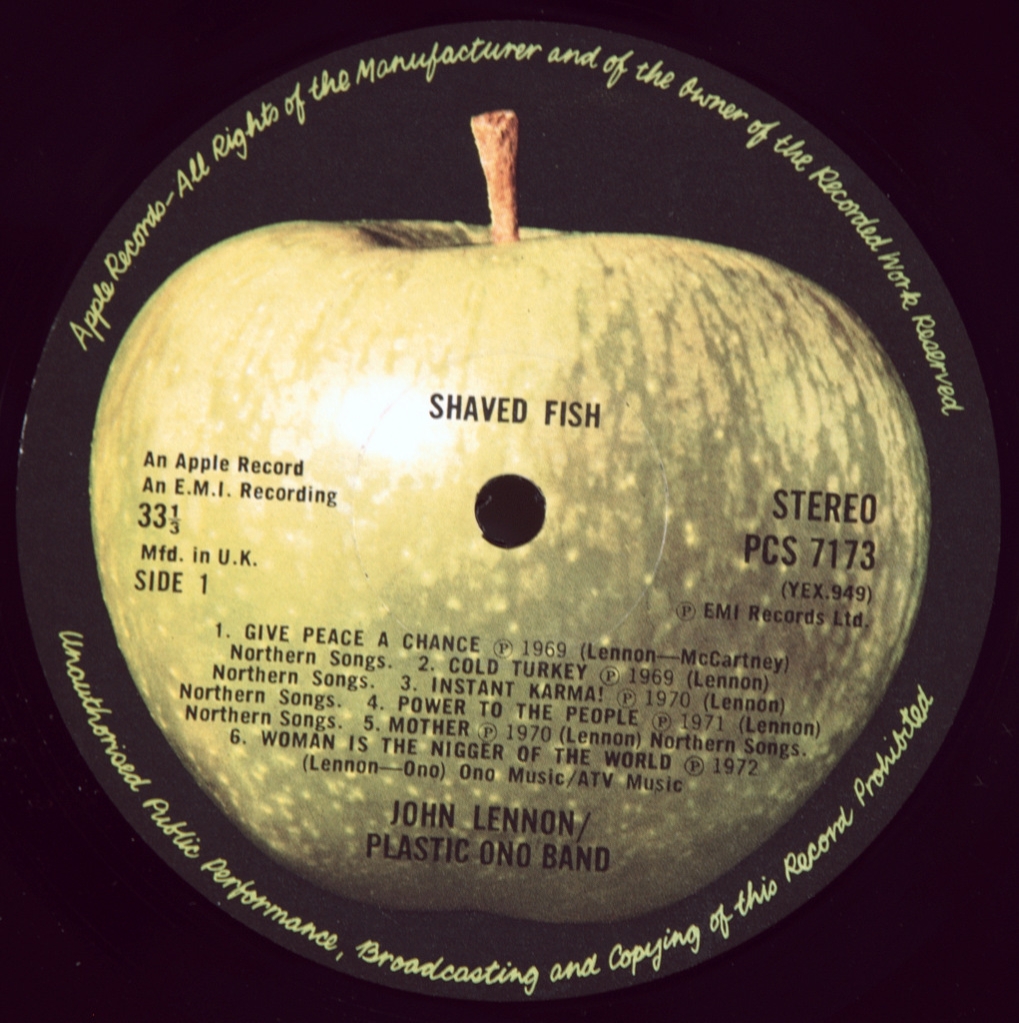 Apple Records-All Rights of the Manufacturer and of the Owner of the Recorded Work Reserved
SHAVED FISH
An Apple Record
An E.M.I. Recording
33⅓
Mfd. in U.K.
SIDE 1
STEREO
PCS 7173
(YEX.949)
℗ EMI Records Ltd.
1. GIVE PEACE A CHANCE ℗ 1969 (Lennon—McCartney)
Northern Songs. 2. COLD TURKEY ℗ 1969 (Lennon)
Northern Songs. 3. INSTANT KARMA! ℗ 1970 (Lennon)
Northern Songs. 4. POWER TO THE PEOPLE ℗ 1971 (Lennon)
Northern Songs. 5. MOTHER ℗ 1970 (Lennon) Northern Songs.
6. WOMAN IS THE NIGGER OF THE WORLD ℗ 1972
(Lennon—Ono) Ono Music/ATV Music
JOHN LENNON/
PLASTIC ONO BAND
Unauthorised Public Performance, Broadcasting and Copying of this Record Prohibited